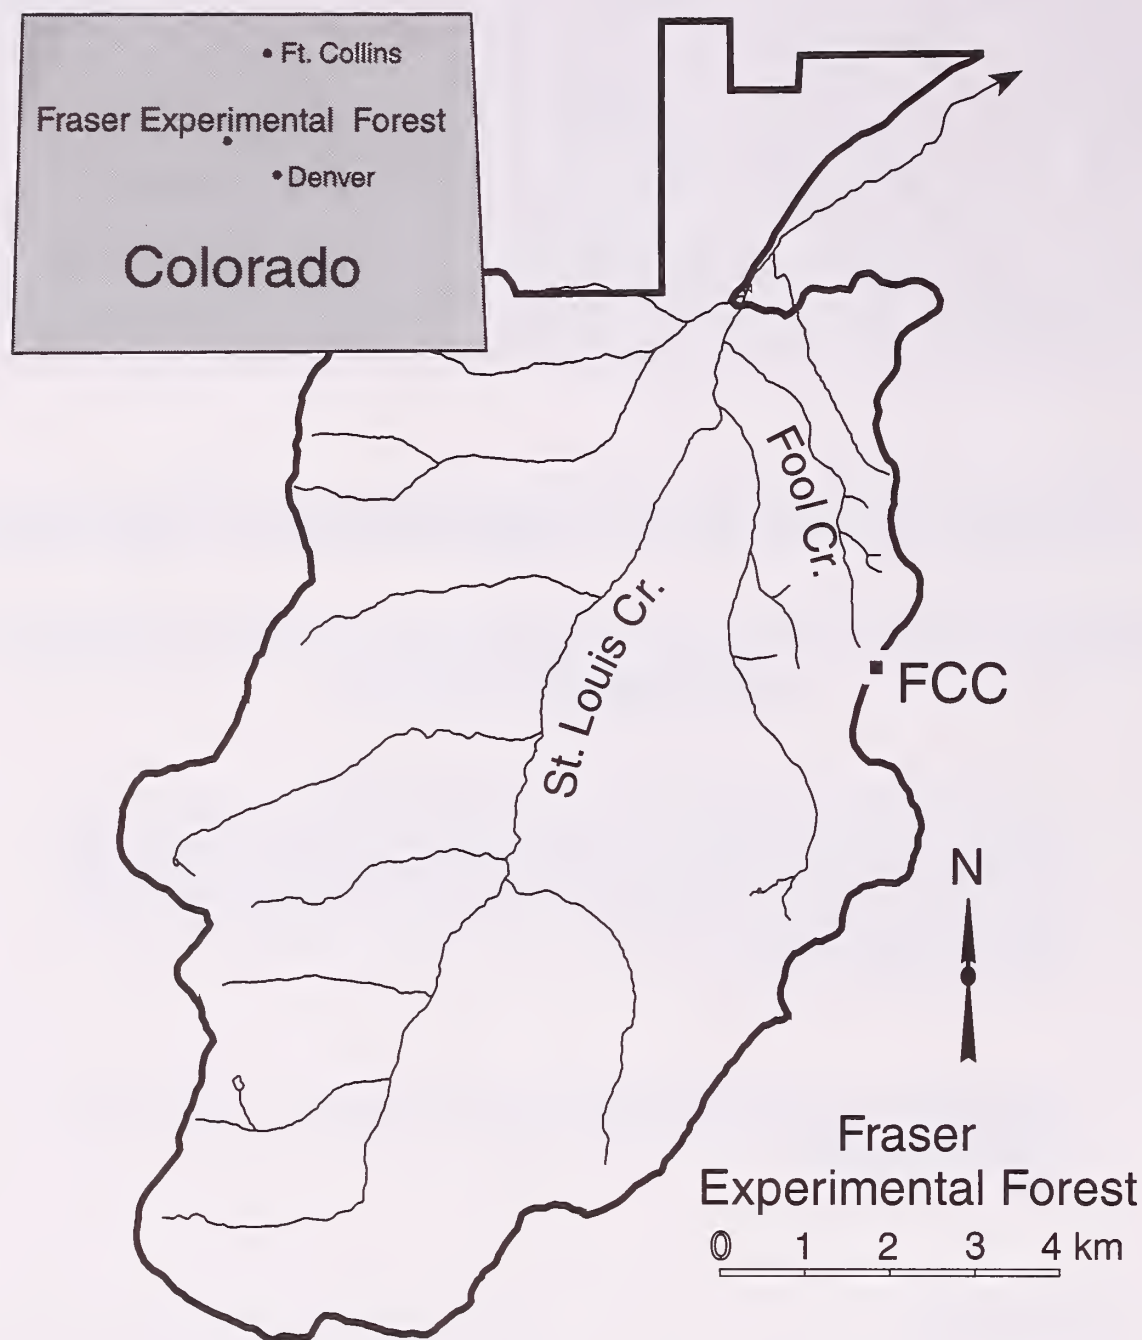 Ft. Collins
Fraser Experimental Forest
Denver
Colorado
Fool Cr.
St. Louis Cr.
FCC
N
Fraser
Experimental Forest
0 1 2 3 4 km